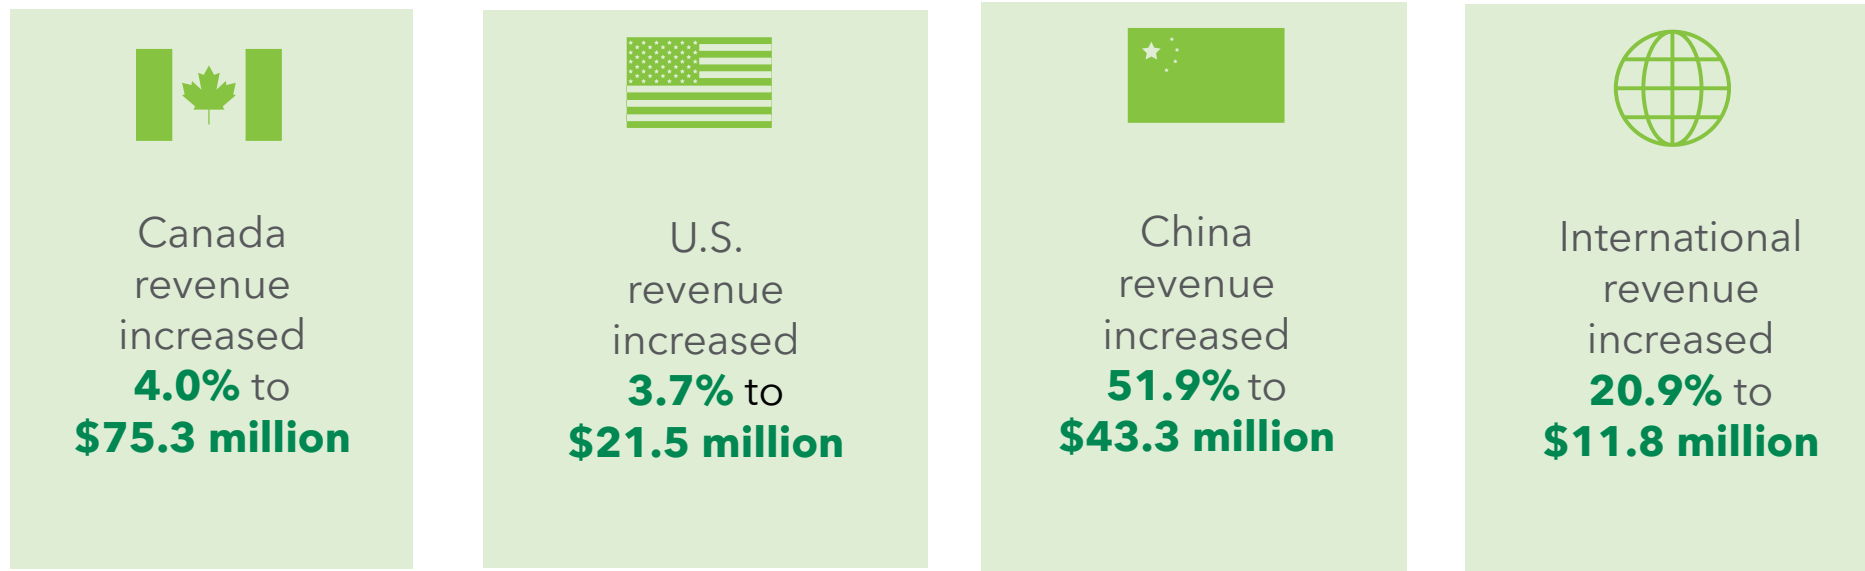 Canada
revenue
increased
4.0% to
$75.3 million
U.S.
revenue
increased
3.7% to
$21.5 million
China
revenue
increased
51.9% to
$43.3 million
International
revenue
increased
20.9% to
$11.8 million